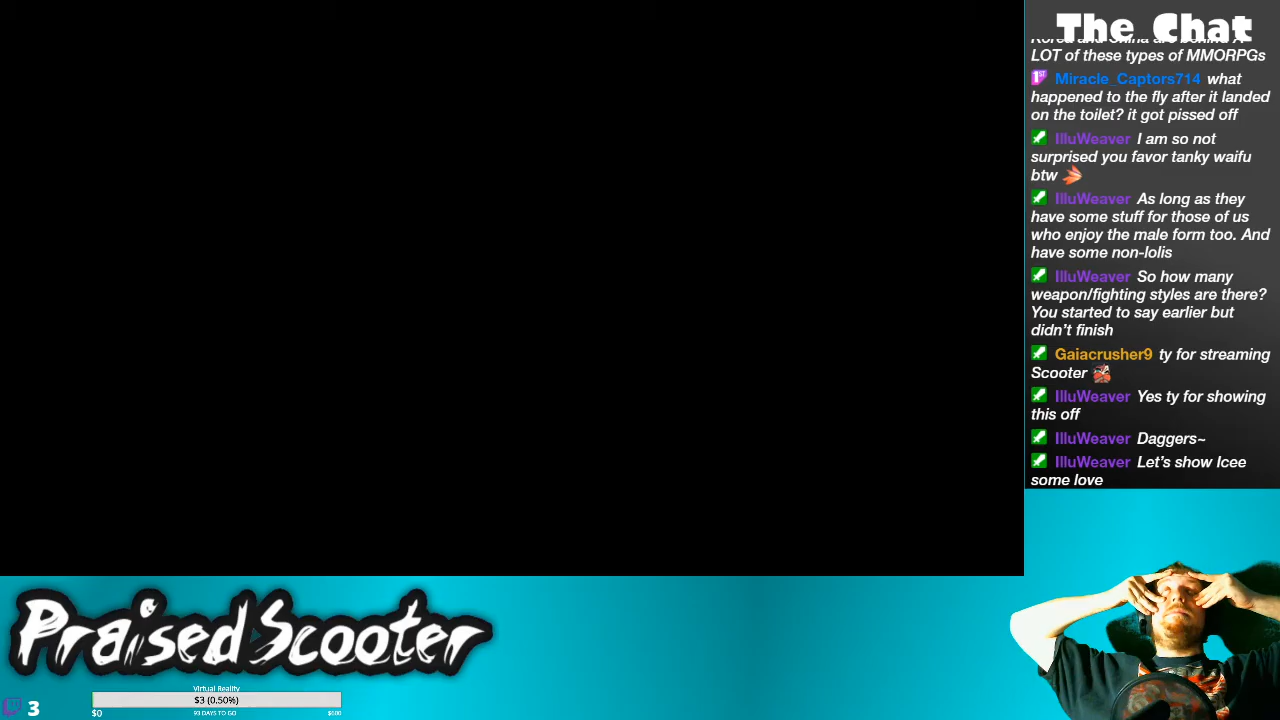 The Chat
LOT of these types of MMORPGs
Miracle_Captors714 what
happened to the fly after it landed
on the toilet? it got pissed off
IlluWeaver I am so not
surprised you favor tanky waifu
btw
IlluWeaver As long as they
have some stuff for those of us
who enjoy the male form too. And
have some non-lolis
IlluWeaver So how many
weapon/fighting styles are there?
You started to say earlier but
didn't finish
Gaiacrusher9 ty for streaming
Scooter
IlluWeaver Yes ty for showing
this off
IlluWeaver Daggers~
IlluWeaver Let's show Icee
some love
PraisedScooter
Virtual Reality
$3 (0.50%)
3
$0
93 DAYS TO GO
$600